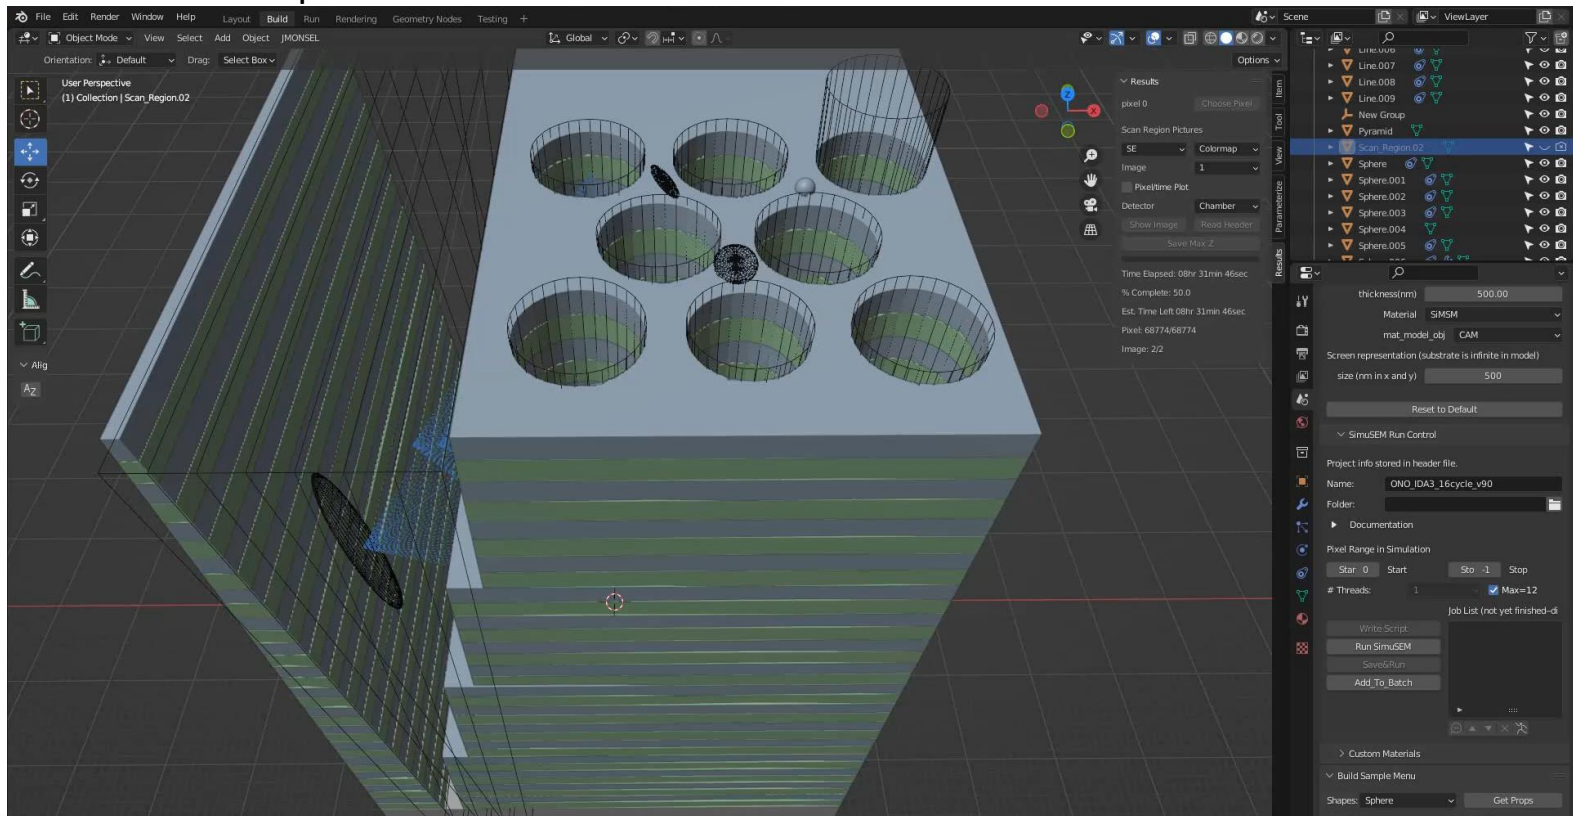 File Edit Render Window Help Layout Build Run Rendering Geometry Nodes Testing + Scene ViewLayer
Object Mode View Select Add Object JMONSEL Global
Orientation: Default Drag: Select Box Options
User Perspective
(1) Collection | Scan_Region.02
Alig
AZ
Z
X
Results
pixel 0 Choose Pixel
Scan Region Pictures
SE Colormap
Image 1
Pixel/time Plot
Detector Chamber
Show Image Read Header
Save Max Z
Time Elapsed: 08hr 31min 46sec
% Complete: 50.0
Est. Time Left 08hr 31min 46sec
Pixel: 68774/68774
Image: 2/2
Item
Tool
View
Parameterize
Results
Line.006
Line.007
Line.008
Line.009
New Group
Pyramid
Scan_Region.02
Sphere
Sphere.001
Sphere.002
Sphere.003
Sphere.004
Sphere.005
thickness(nm) 500.00
Material SiMSM
mat_model_obj CAM
Screen representation (substrate is infinite in model)
size (nm in x and y) 500
Reset to Default
SimuSEM Run Control
Project info stored in header file.
Name: ONO_IDA3_16cycle_v90
Folder:
Documentation
Pixel Range in Simulation
Star 0 Start Sto -1 Stop
# Threads: 1 Max=12
Job List (not yet finished-di
Write Script
Run SimuSEM
Save&Run
Add_To_Batch
Custom Materials
Build Sample Menu
Shapes: Sphere Get Props